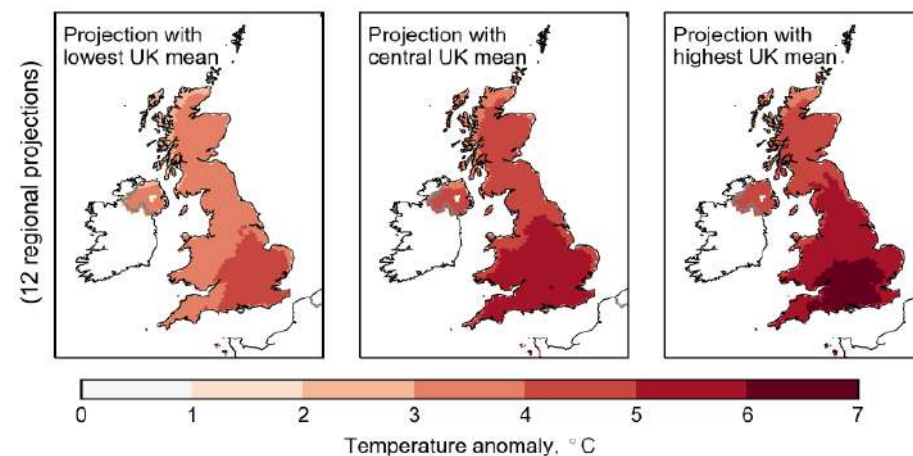 (12 regional projections)
Projection with
lowest UK mean
Projection with
central UK mean
Projection with
highest UK mean
0 1 2 3 4 5 6 7
Temperature anomaly, °C